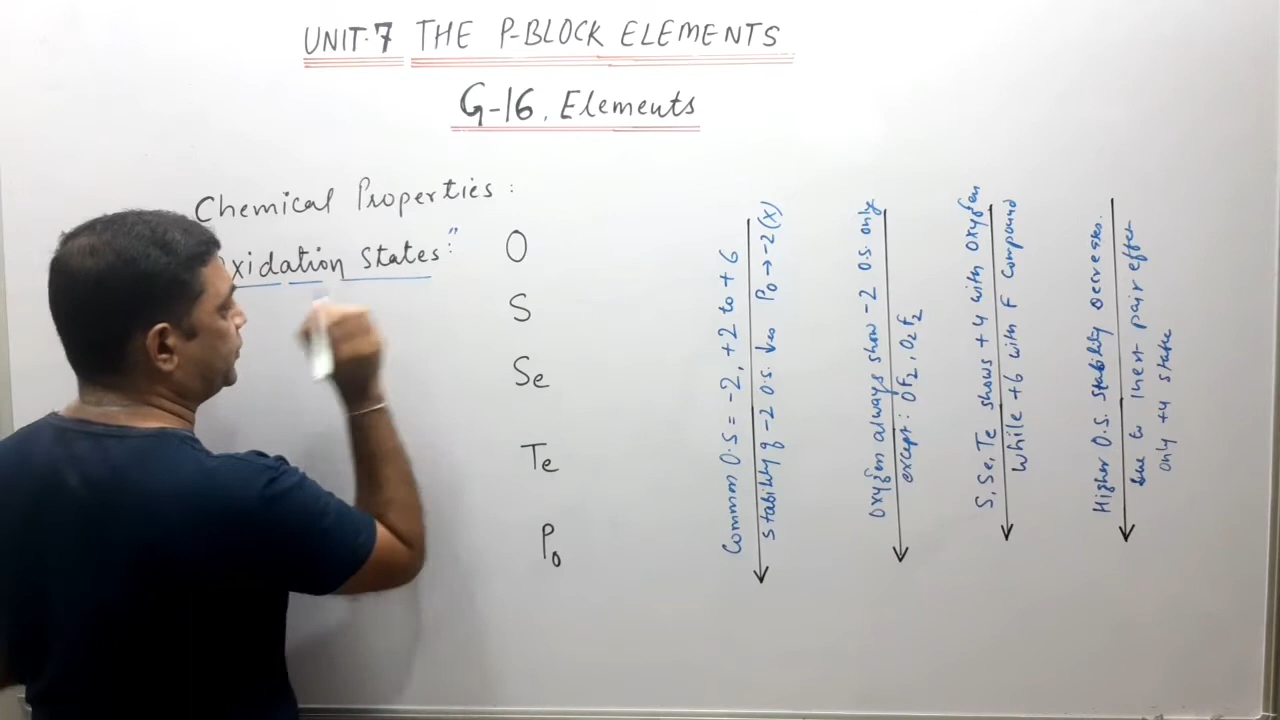 UNIT-7 THE P-BLOCK ELEMENTS
G-16. Elements
Chemical Properties:
xidation States:"
O
S
Se
Te
Po
Common O.S = -2, +2 to +6
Stability of -2 O.S. ↓es Po → -2(X)
Oxygen always show -2 O.S. only
except: OF2, O2F2
S, Se, Te shows +4 with oxygen
while +6 with F compound
Higher O.S. stability decreases.
due to inert pair effect
only +4 state